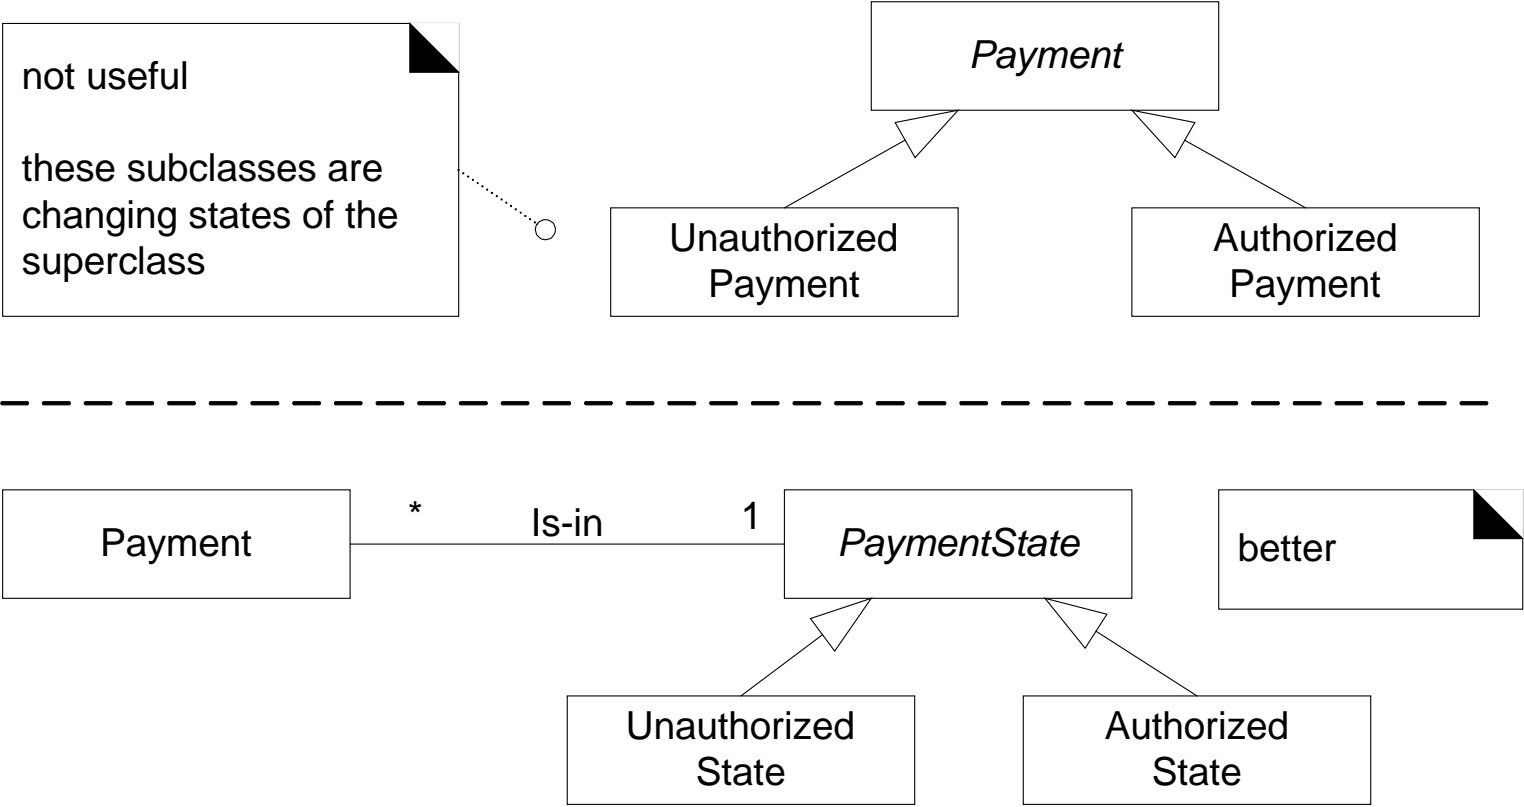 not useful
these subclasses are
changing states of the
superclass
Payment
Unauthorized
Payment
Authorized
Payment
Payment
*
Is-in
1
PaymentState
better
Unauthorized
State
Authorized
State